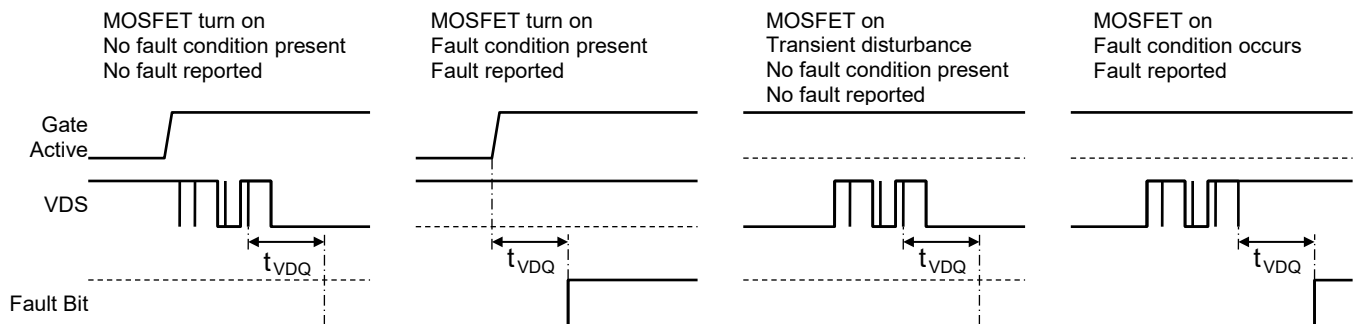 MOSFET turn on
No fault condition present
No fault reported
MOSFET turn on
Fault condition present
Fault reported
MOSFET on
Transient disturbance
No fault condition present
No fault reported
MOSFET on
Fault condition occurs
Fault reported
Gate
Active
VDS
tVDQ
tVDQ
tVDQ
tVDQ
Fault Bit